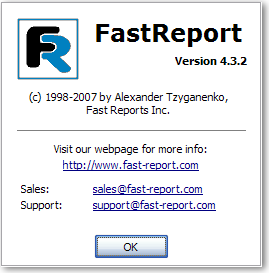 FR
FastReport
Version 4.3.2
(c) 1998-2007 by Alexander Tzyganenko,
Fast Reports Inc.
Visit our webpage for more info:
http://www.fast-report.com
Sales: sales@fast-report.com
Support: support@fast-report.com
OK